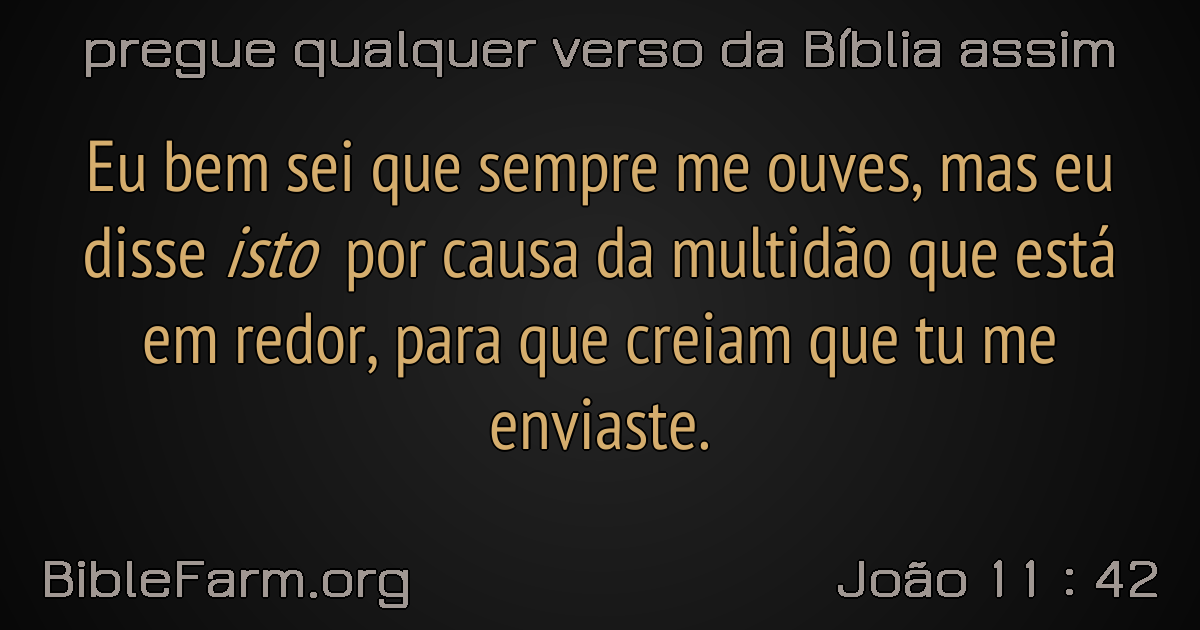 pregue qualquer verso da Bíblia assim
Eu bem sei que sempre me ouves, mas eu
disse isto por causa da multidão que está
em redor, para que creiam que tu me
enviaste.
BibleFarm.org
João 11 : 42